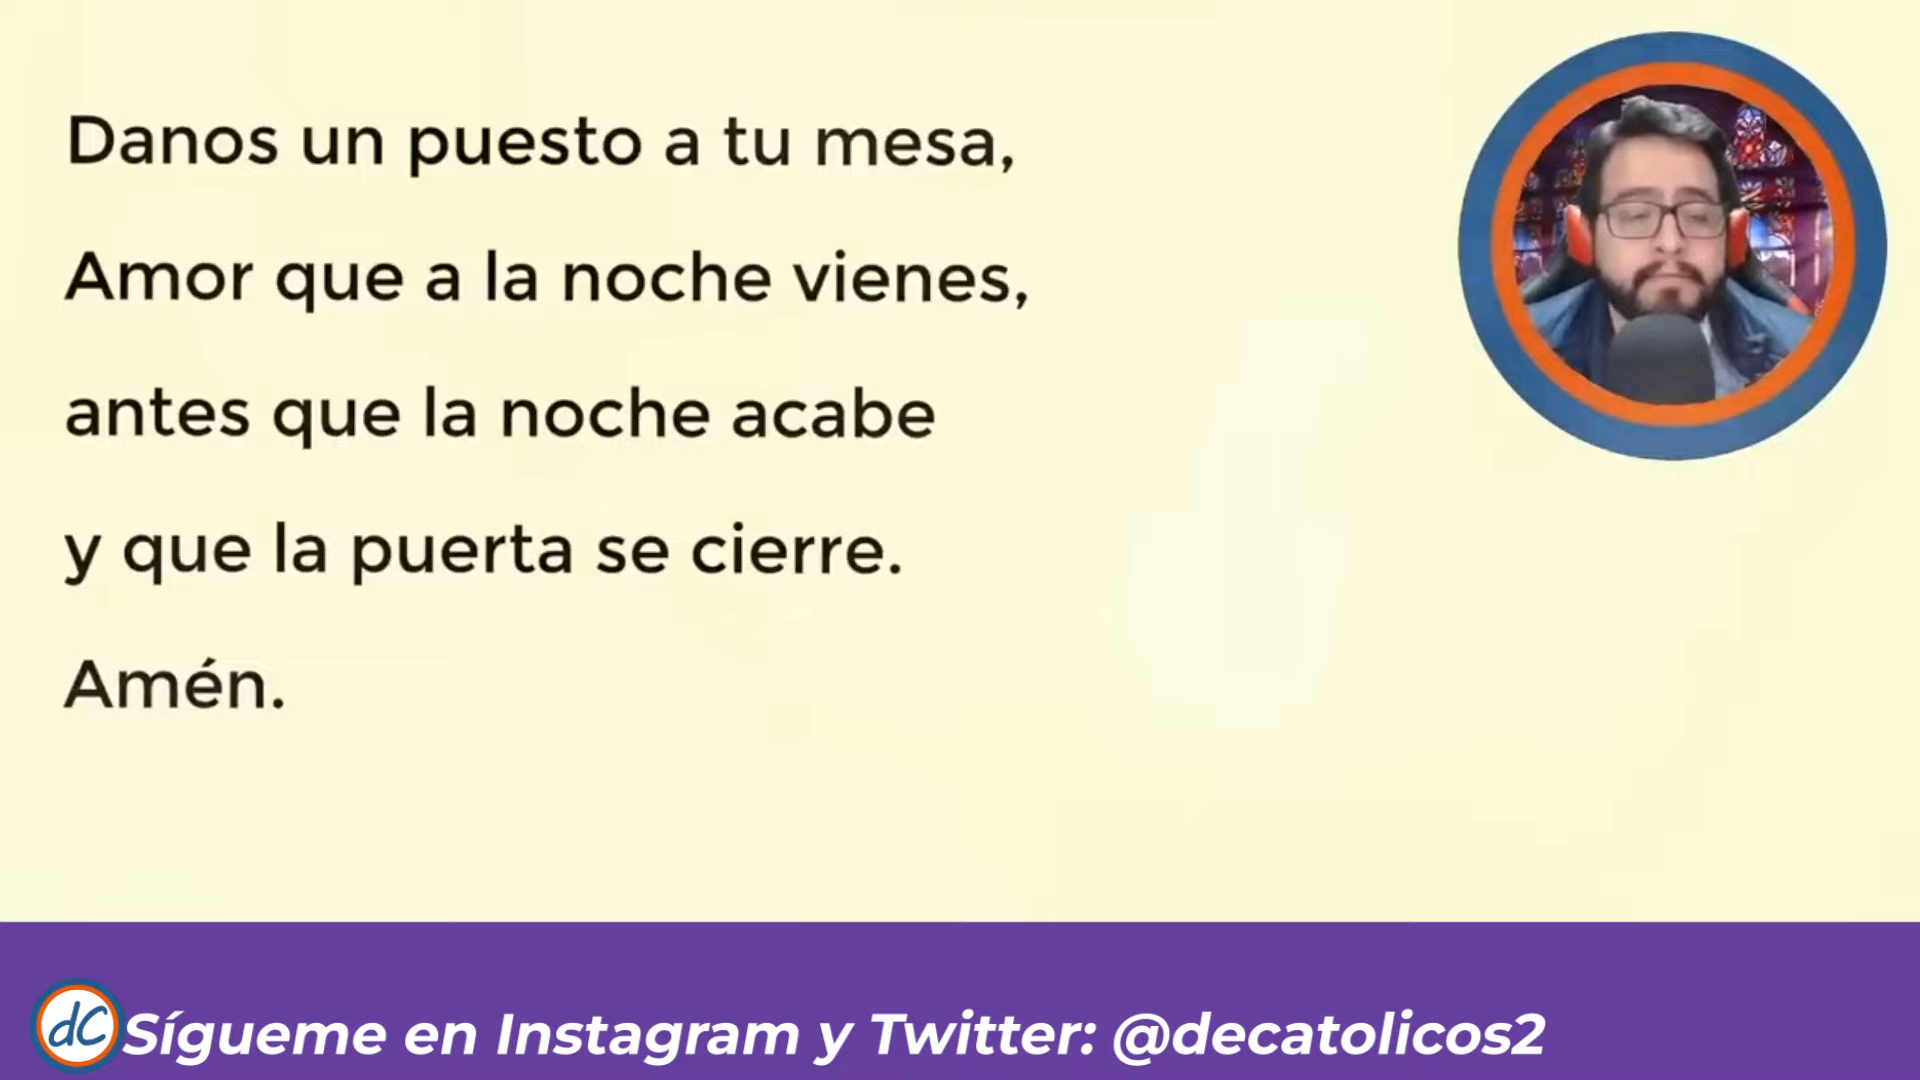 Danos un puesto a tu mesa,
Amor que a la noche vienes,
antes que la noche acabe
y que la puerta se cierre.
Amén.
dC Sígueme en Instagram y Twitter: @decatolicos2